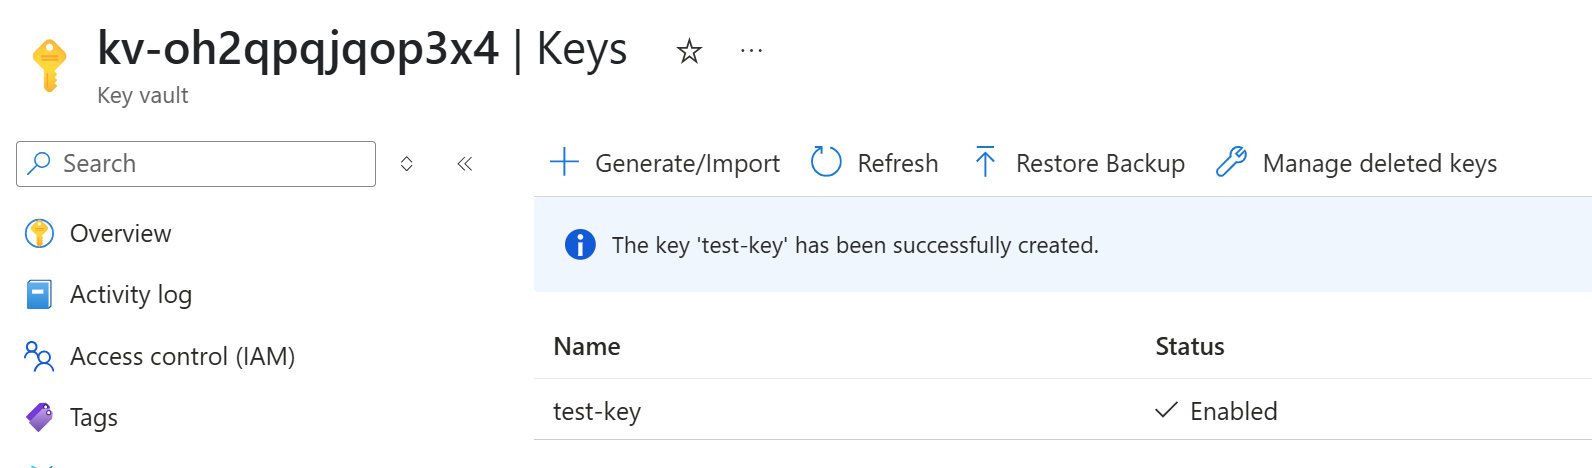 kv-oh2qpqjqop3x4 | Keys
Key vault
Search
Generate/Import Refresh Restore Backup Manage deleted keys
Overview
Activity log
Access control (IAM)
Tags
The key 'test-key' has been successfully created.
Name Status
test-key Enabled